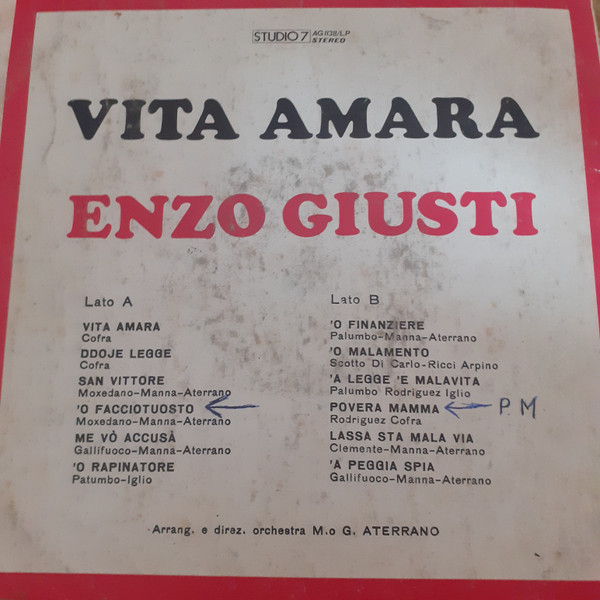 STUDIO 7 AG 108/LP
STEREO
VITA AMARA
ENZO GIUSTI
Lato A
VITA AMARA
Cofra
DDOJE LEGGE
Cofra
SAN VITTORE
Moxedano-Manna-Aterrano
'O FACCIOTUOSTO
Moxedano-Manna-Aterrano
ME VÒ ACCUSÀ
Gallifuoco-Manna-Aterrano
'O RAPINATORE
Patumbo-Iglio
Lato B
'O FINANZIERE
Palumbo-Manna-Aterrano
'O MALAMENTO
Scotto Di Carlo-Ricci Arpino
'A LEGGE 'E MALAVITA
Palumbo Rodriguez Iglio
POVERA MAMMA P.M
Rodriguez Cofra
LASSA STA MALA VIA
Clemente-Manna-Aterrano
'A PEGGIA SPIA
Gallifuoco-Manna-Aterrano
Arrang. e direz. orchestra M.o G. ATERRANO